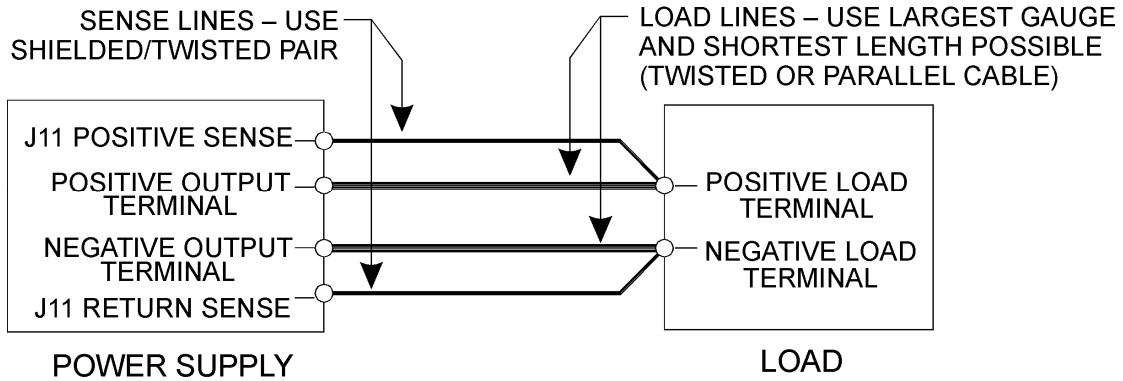 SENSE LINES – USE
SHIELDED/TWISTED PAIR
LOAD LINES – USE LARGEST GAUGE
AND SHORTEST LENGTH POSSIBLE
(TWISTED OR PARALLEL CABLE)
J11 POSITIVE SENSE
POSITIVE OUTPUT
TERMINAL
NEGATIVE OUTPUT
TERMINAL
J11 RETURN SENSE
POSITIVE LOAD
TERMINAL
NEGATIVE LOAD
TERMINAL
POWER SUPPLY
LOAD